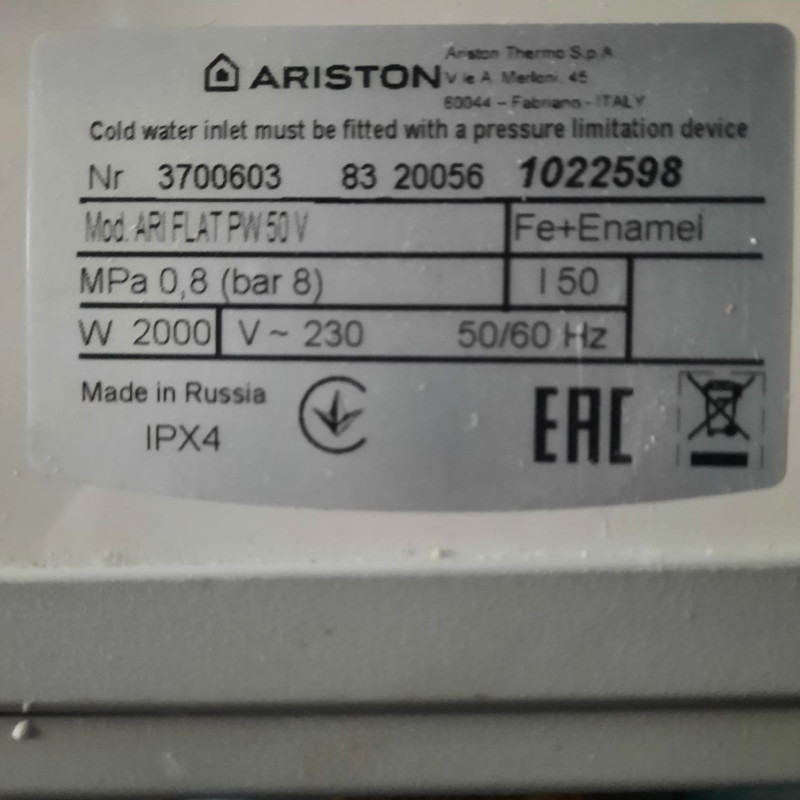 ARISTON
Ariston Thermo S.p.A.
V.le A. Merloni, 45
60044 - Fabriano - ITALY
Cold water inlet must be fitted with a pressure limitation device
Nr 3700603 83 20056 1022598
Mod. ARI FLAT PW 50 V Fe+Enamel
MPa 0,8 (bar 8) l 50
W 2000 V ~ 230 50/60 Hz
Made in Russia
IPX4
EAC